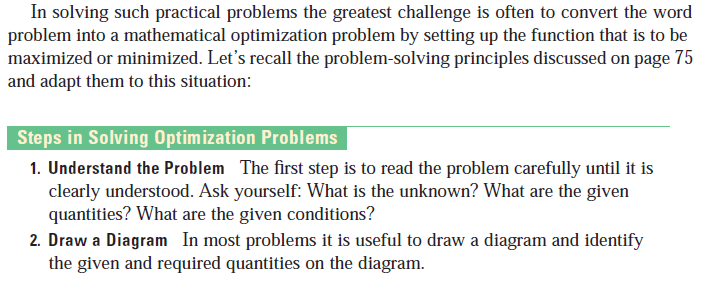 In solving such practical problems the greatest challenge is often to convert the word
problem into a mathematical optimization problem by setting up the function that is to be
maximized or minimized. Let’s recall the problem-solving principles discussed on page 75
and adapt them to this situation:
Steps in Solving Optimization Problems
1. Understand the Problem The first step is to read the problem carefully until it is
clearly understood. Ask yourself: What is the unknown? What are the given
quantities? What are the given conditions?
2. Draw a Diagram In most problems it is useful to draw a diagram and identify
the given and required quantities on the diagram.